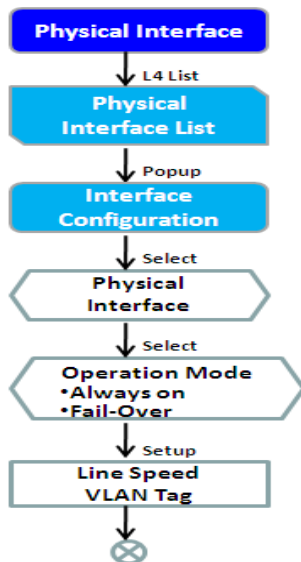 Physical Interface
L4 List
Physical
Interface List
Popup
Interface
Configuration
Select
Physical
Interface
Select
Operation Mode
•Always on
•Fail-Over
Setup
Line Speed
VLAN Tag